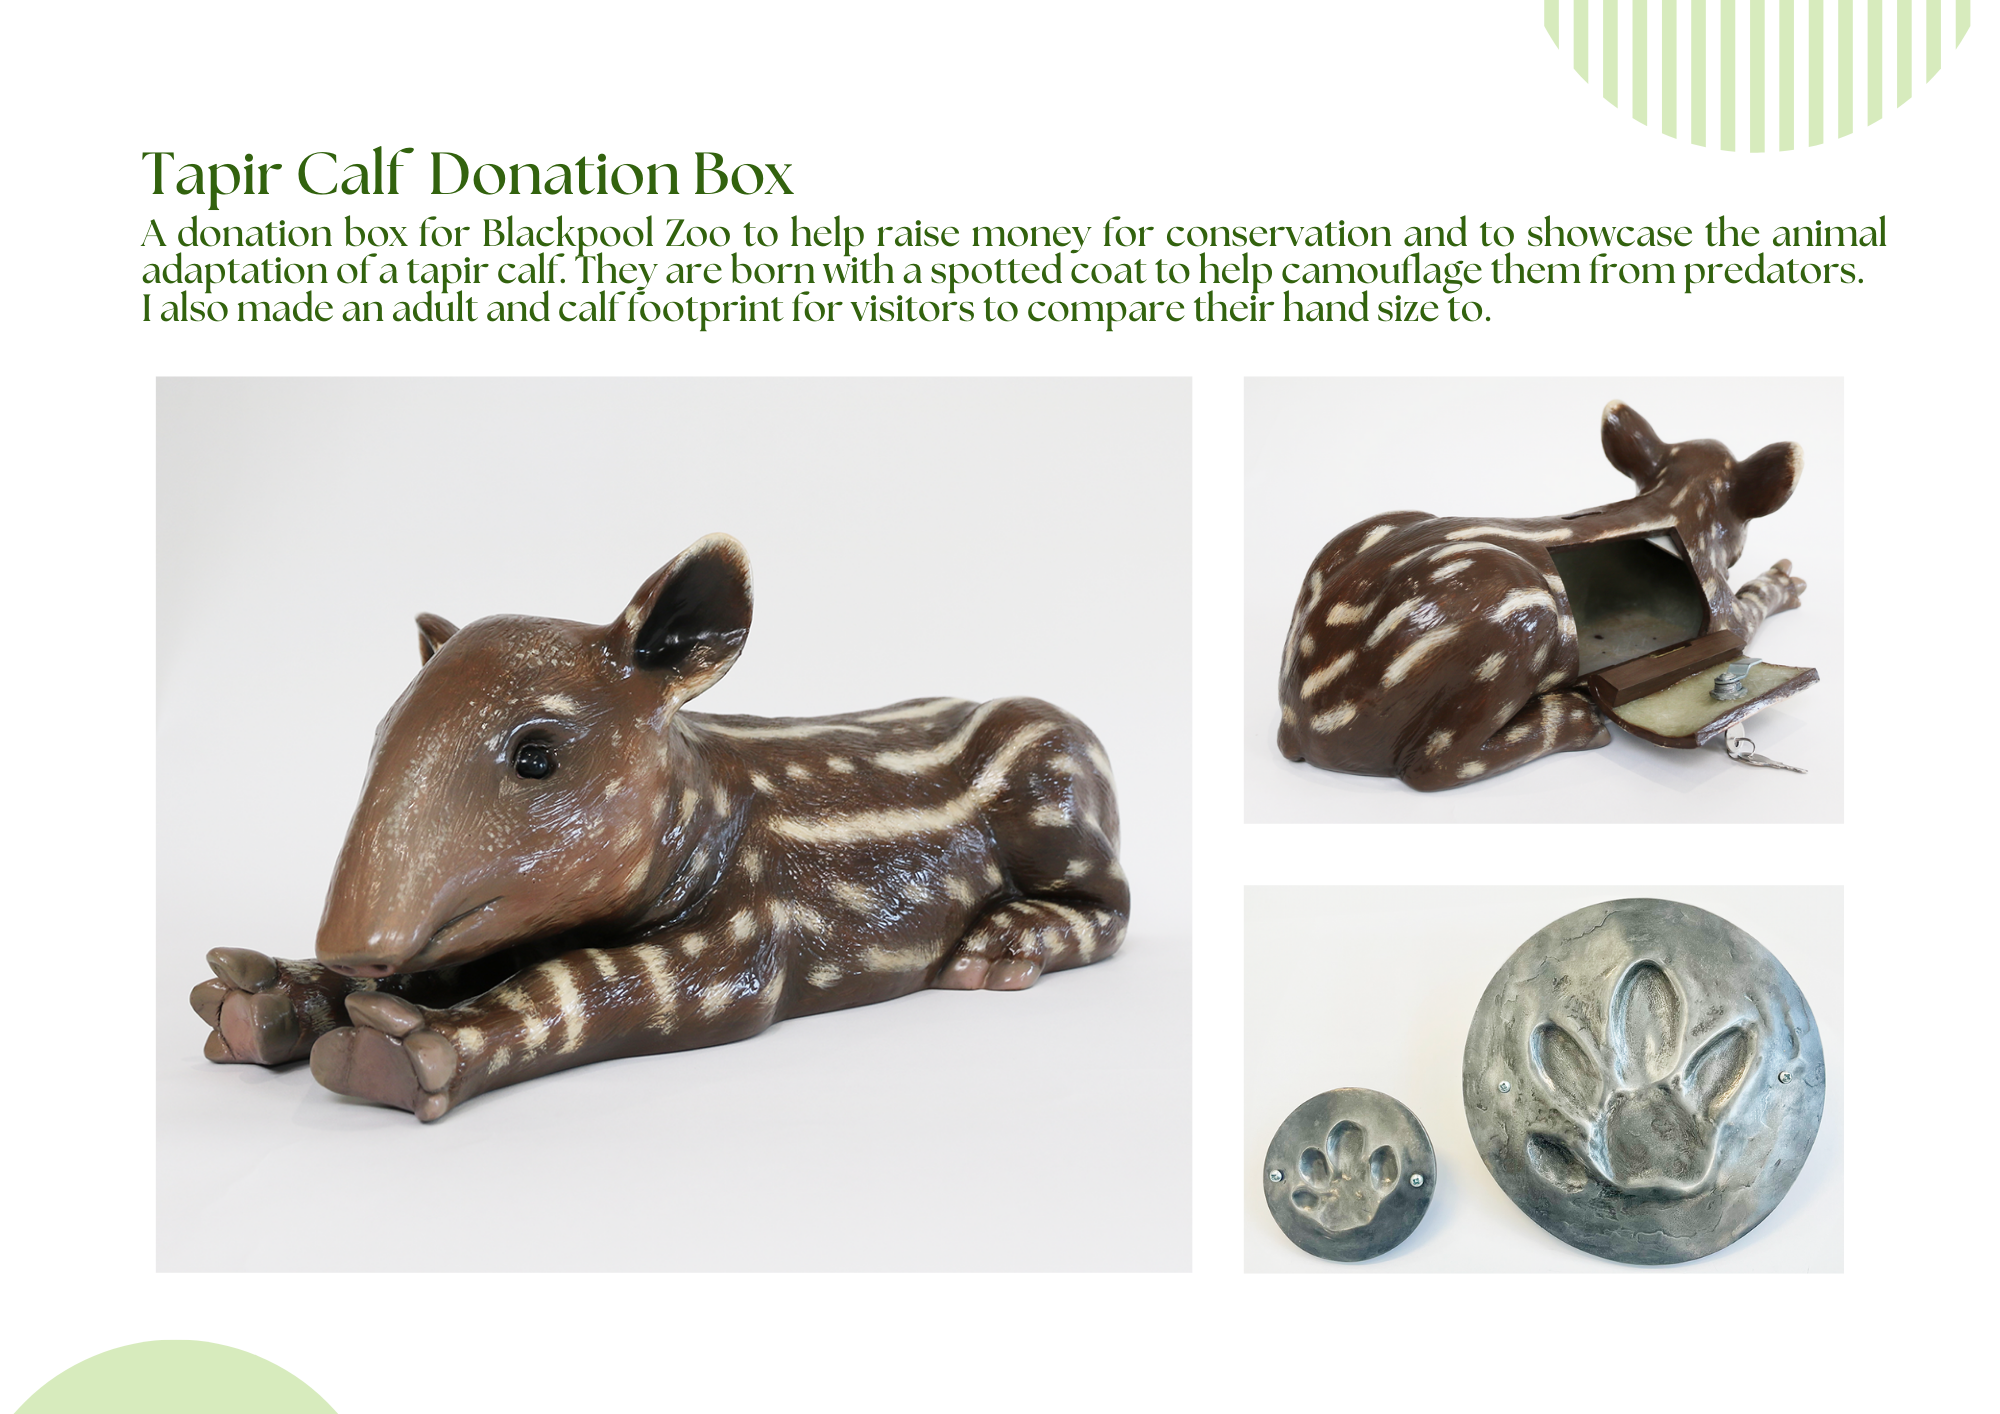 Tapir Calf Donation Box
A donation box for Blackpool Zoo to help raise money for conservation and to showcase the animal
adaptation of a tapir calf. They are born with a spotted coat to help camouflage them from predators.
I also made an adult and calf footprint for visitors to compare their hand size to.